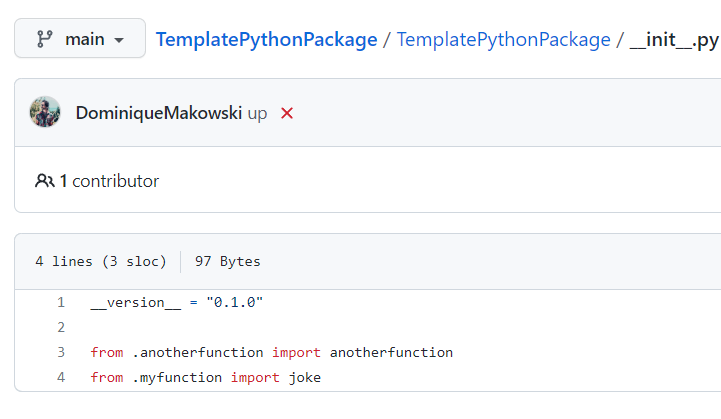 main TemplatePythonPackage / TemplatePythonPackage / __init__.py
DominiqueMakowski up
1 contributor
4 lines (3 sloc) 97 Bytes
1 __version__ = "0.1.0"
2
3 from .anotherfunction import anotherfunction
4 from .myfunction import joke